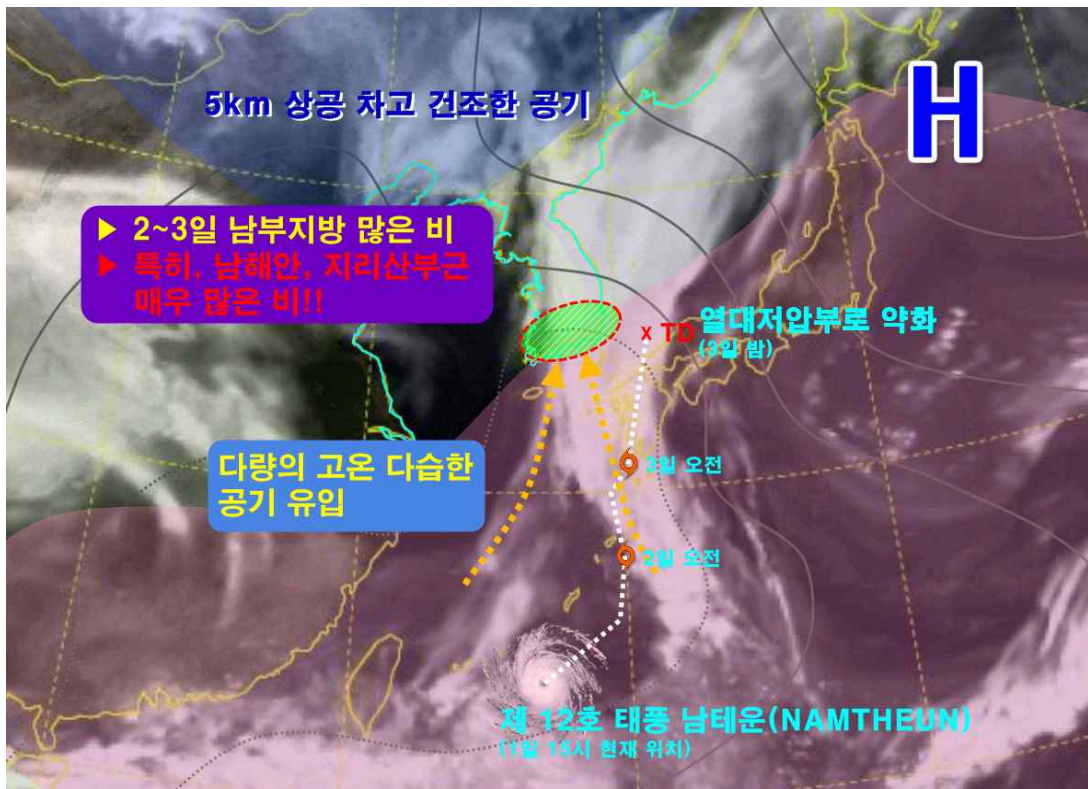 5km 상공 차고 건조한 공기
H
▶ 2~3일 남부지방 많은 비
▶ 특히, 남해안, 지리산부근
매우 많은 비!!
x TD 열대저압부로 약화
(3일 밤)
다량의 고온 다습한
공기 유입
3일 오전
2일 오전
제 12호 태풍 남테운(NAMTHEUN)
(1일 15시 현재 위치)